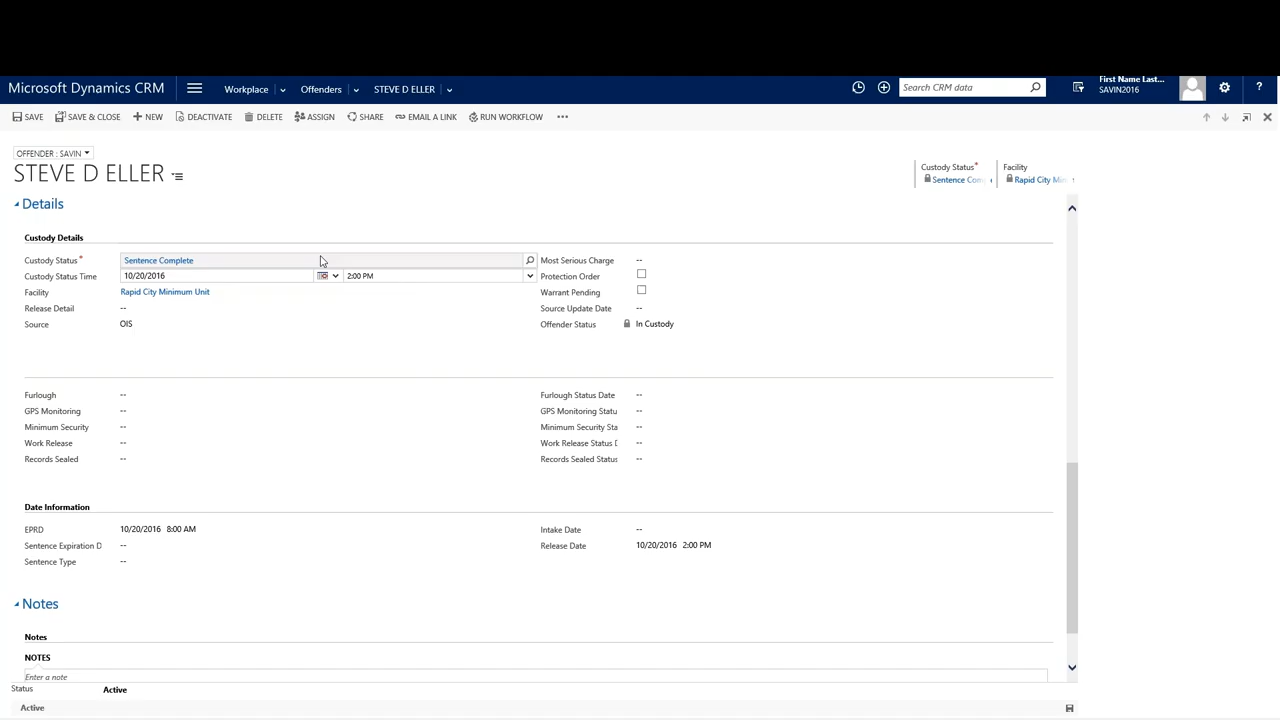 Microsoft Dynamics CRM Workplace Offenders STEVE D ELLER Search CRM data First Name Last... ?
SAVIN2016
SAVE SAVE & CLOSE NEW DEACTIVATE DELETE ASSIGN SHARE EMAIL A LINK RUN WORKFLOW
OFFENDER : SAVIN
STEVE D ELLER
Custody Status* Facility
Sentence Com Rapid City Min
Details
Custody Details
Custody Status* Sentence Complete Most Serious Charge --
Custody Status Time 10/20/2016 2:00 PM Protection Order
Facility Rapid City Minimum Unit Warrant Pending
Release Detail -- Source Update Date --
Source OIS Offender Status In Custody
Furlough -- Furlough Status Date --
GPS Monitoring -- GPS Monitoring Statu --
Minimum Security -- Minimum Security Sta --
Work Release -- Work Release Status D --
Records Sealed -- Records Sealed Status --
Date Information
EPRD 10/20/2016 8:00 AM Intake Date --
Sentence Expiration D -- Release Date 10/20/2016 2:00 PM
Sentence Type --
Notes
Notes
NOTES
Enter a note
Status Active
Active